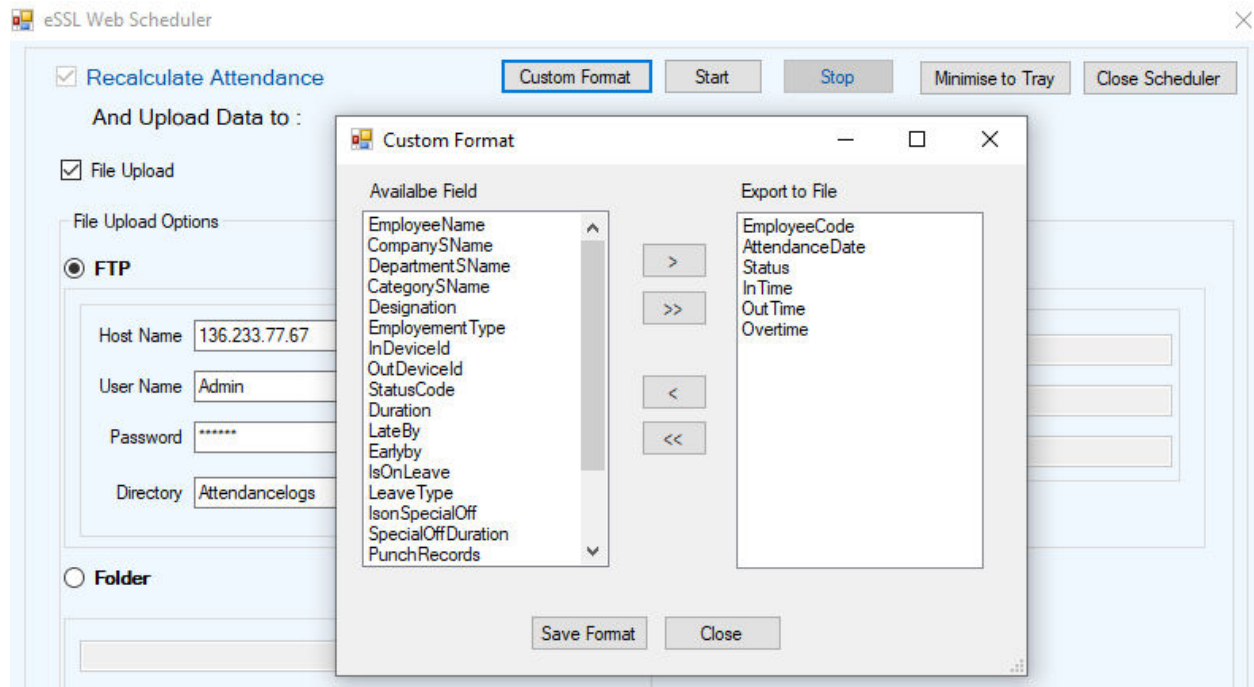 eSSL Web Scheduler
Recalculate Attendance
Custom Format
Start
Stop
Minimise to Tray
Close Scheduler
And Upload Data to :
File Upload
File Upload Options
FTP
Host Name 136.233.77.67
User Name Admin
Password ******
Directory Attendancelogs
Folder
Custom Format
Availalbe Field
EmployeeName
CompanySName
DepartmentSName
CategorySName
Designation
EmployementType
InDeviceId
OutDeviceId
StatusCode
Duration
LateBy
Earlyby
IsOnLeave
LeaveType
IsonSpecialOff
SpecialOffDuration
PunchRecords
>
>>
<
<<
Export to File
EmployeeCode
AttendanceDate
Status
InTime
OutTime
Overtime
Save Format
Close